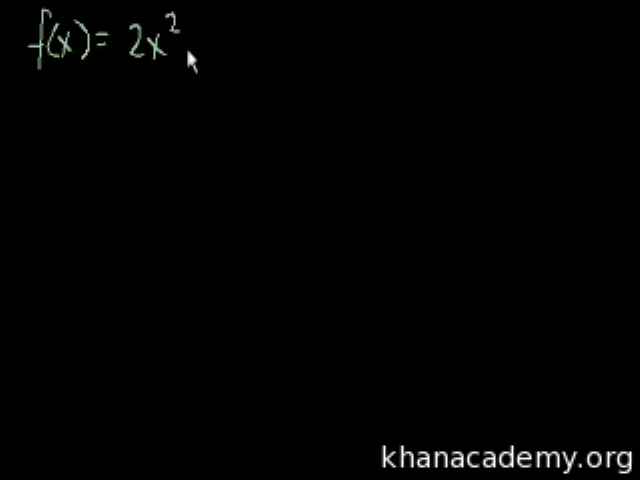 f(x) = 2x²
khanacademy.org